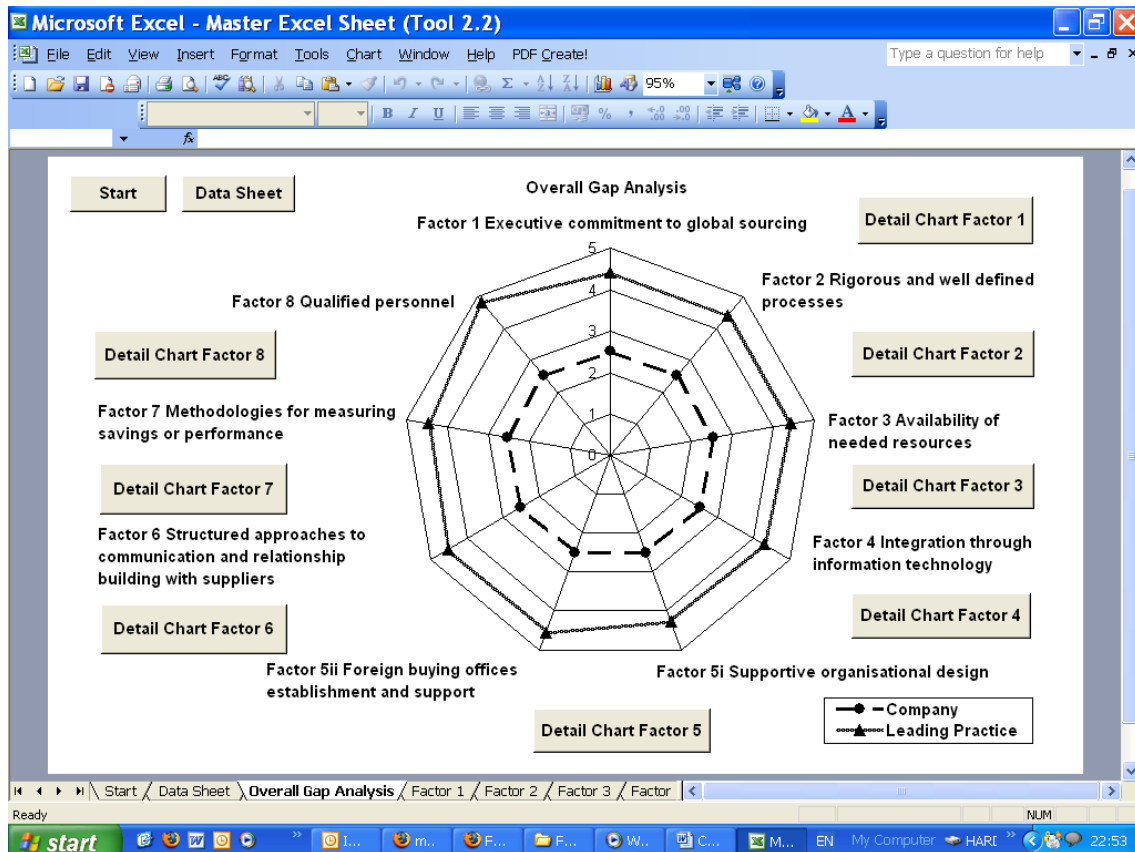 Microsoft Excel - Master Excel Sheet (Tool 2.2)
File Edit View Insert Format Tools Chart Window Help PDF Create! Type a question for help
95%
Start
Data Sheet
Overall Gap Analysis
Factor 1 Executive commitment to global sourcing
Detail Chart Factor 1
Factor 2 Rigorous and well defined
processes
Detail Chart Factor 2
Factor 3 Availability of
needed resources
Detail Chart Factor 3
Factor 4 Integration through
information technology
Detail Chart Factor 4
Factor 5i Supportive organisational design
Factor 5ii Foreign buying offices
establishment and support
Detail Chart Factor 5
Factor 6 Structured approaches to
communication and relationship
building with suppliers
Detail Chart Factor 6
Factor 7 Methodologies for measuring
savings or performance
Detail Chart Factor 7
Factor 8 Qualified personnel
Detail Chart Factor 8
5
4
3
2
1
0
Company
Leading Practice
Start / Data Sheet \ Overall Gap Analysis / Factor 1 / Factor 2 / Factor 3 / Factor
Ready NUM
start I... m... F... F... W.. C... M... EN My Computer HARI 22:53